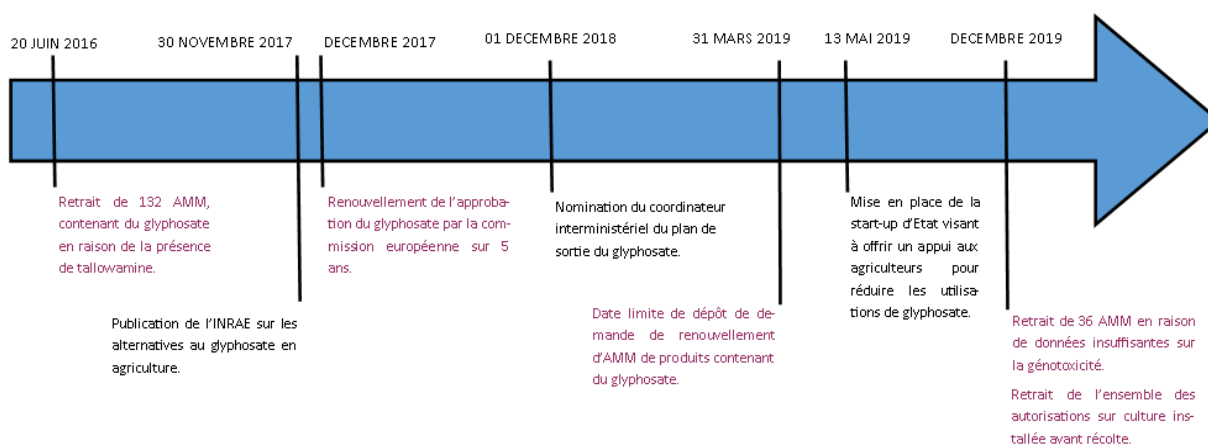 20 JUIN 2016
30 NOVEMBRE 2017
DECEMBRE 2017
01 DECEMBRE 2018
31 MARS 2019
13 MAI 2019
DECEMBRE 2019
Retrait de 132 AMM,
contenant du glyphosate
en raison de la présence
de tallowamine.
Publication de l'INRAE sur les
alternatives au glyphosate en
agriculture.
Renouvellement de l'approba-
tion du glyphosate par la com-
mission européenne sur 5
ans.
Nomination du coordinateur
interministériel du plan de
sortie du glyphosate.
Date limite de dépôt de de-
mande de renouvellement
d'AMM de produits contenant
du glyphosate.
Mise en place de la
start-up d'Etat visant
à offrir un appui aux
agriculteurs pour
réduire les utilisa-
tions de glyphosate.
Retrait de 36 AMM en raison
de données insuffisantes sur
la génotoxicité.
Retrait de l'ensemble des
autorisations sur culture ins-
tallée avant récolte.